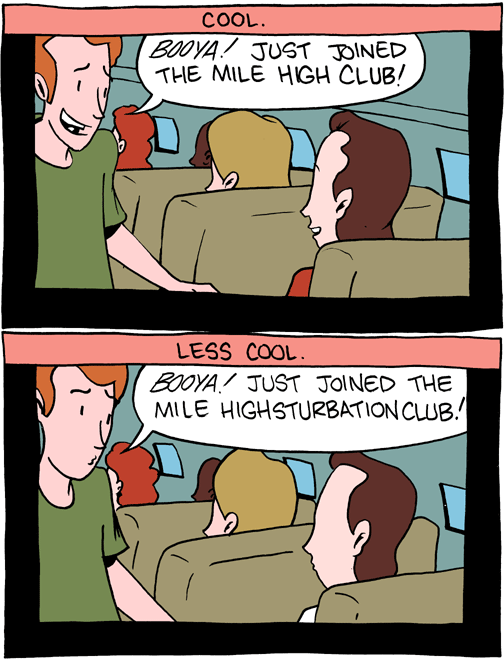 COOL.
BOOYA! JUST JOINED
THE MILE HIGH CLUB!
LESS COOL.
BOOYA! JUST JOINED THE
MILE HIGHSTURBATION CLUB!